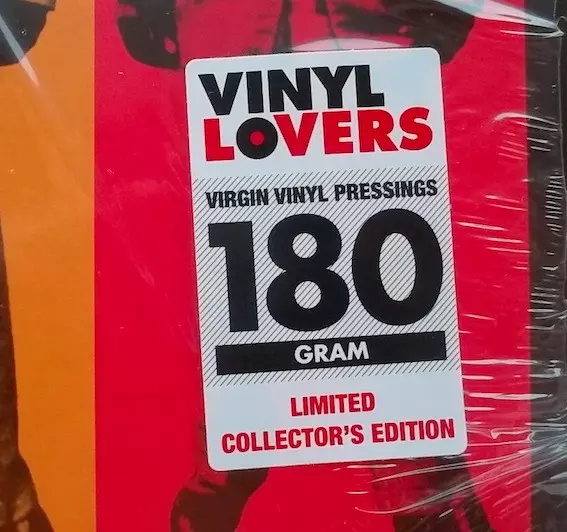 VINYL
LOVERS
VIRGIN VINYL PRESSINGS
180
GRAM
LIMITED
COLLECTOR'S EDITION